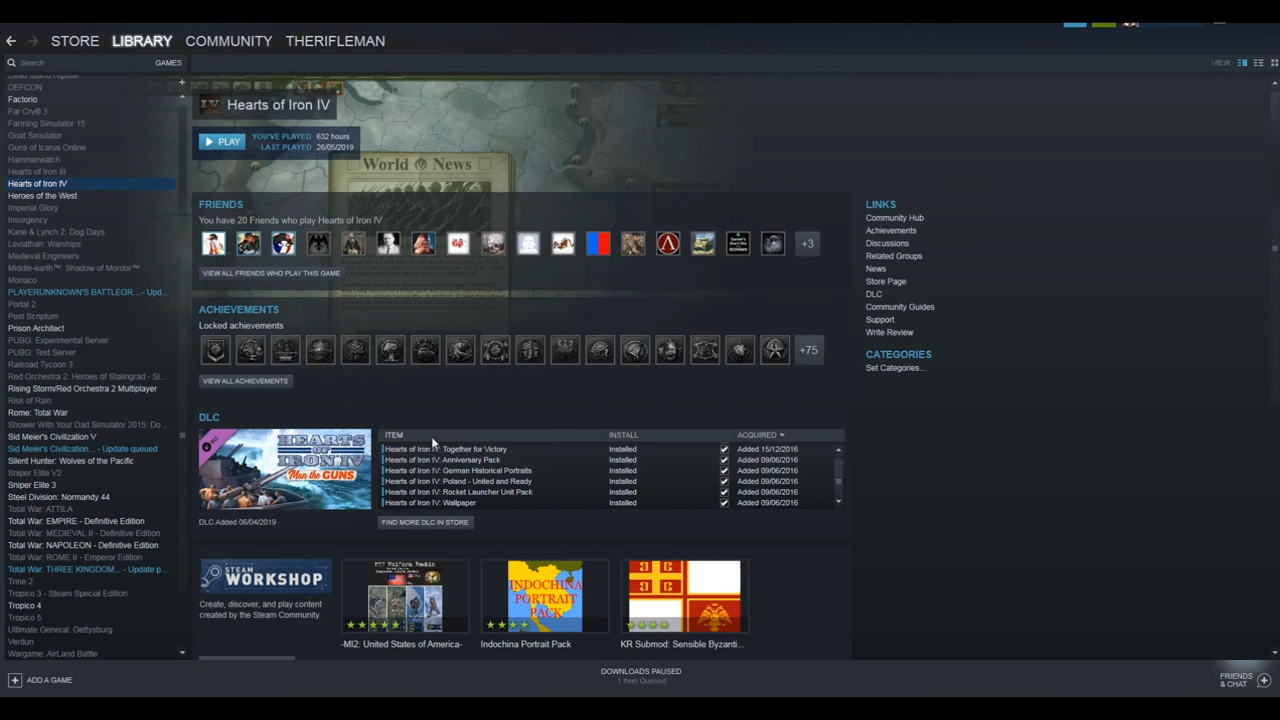 STORE LIBRARY COMMUNITY THERIFLEMAN
Search GAMES VIEW
Dead Island Riptide
DEFCON
Factorio
Far Cry® 3
Farming Simulator 15
Goat Simulator
Guns of Icarus Online
Hammerwatch
Hearts of Iron III
Hearts of Iron IV
Heroes of the West
Imperial Glory
Insurgency
Kane & Lynch 2: Dog Days
Leviathan: Warships
Medieval Engineers
Middle-earth™: Shadow of Mordor™
Monaco
PLAYERUNKNOWN'S BATTLEGR... - Upd...
Portal 2
Post Scriptum
Prison Architect
PUBG: Experimental Server
PUBG: Test Server
Railroad Tycoon 3
Red Orchestra 2: Heroes of Stalingrad - Si...
Rising Storm/Red Orchestra 2 Multiplayer
Risk of Rain
Rome: Total War
Shower With Your Dad Simulator 2015: Do ...
Sid Meier's Civilization V
Sid Meier's Civilization... - Update queued
Silent Hunter: Wolves of the Pacific
Sniper Elite V2
Sniper Elite 3
Steel Division: Normandy 44
Total War: ATTILA
Total War: EMPIRE - Definitive Edition
Total War: MEDIEVAL II - Definitive Edition
Total War: NAPOLEON - Definitive Edition
Total War: ROME II - Emperor Edition
Total War: THREE KINGDOM... - Update p...
Trine 2
Tropico 3 - Steam Special Edition
Tropico 4
Tropico 5
Ultimate General: Gettysburg
Verdun
Wargame: AirLand Battle
IV Hearts of Iron IV
PLAY YOU'VE PLAYED 632 hours
LAST PLAYED 26/05/2019
World News
FRIENDS
You have 20 Friends who play Hearts of Iron IV
+3
VIEW ALL FRIENDS WHO PLAY THIS GAME
ACHIEVEMENTS
Locked achievements
+75
VIEW ALL ACHIEVEMENTS
DLC
HEARTS OF IRON
Man the GUNS
DLC Added 06/04/2019
ITEM INSTALL ACQUIRED
Hearts of Iron IV: Together for Victory Installed Added 15/12/2016
Hearts of Iron IV: Anniversary Pack Installed Added 09/06/2016
Hearts of Iron IV: German Historical Portraits Installed Added 09/06/2016
Hearts of Iron IV: Poland - United and Ready Installed Added 09/06/2016
Hearts of Iron IV: Rocket Launcher Unit Pack Installed Added 09/06/2016
Hearts of Iron IV: Wallpaper Installed Added 09/06/2016
FIND MORE DLC IN STORE
STEAM WORKSHOP
Create, discover, and play content
created by the Steam Community.
-MI2: United States of America-
INDOCHINA
PORTRAIT
PACK
Indochina Portrait Pack
KR Submod: Sensible Byzanti...
LINKS
Community Hub
Achievements
Discussions
Related Groups
News
Store Page
DLC
Community Guides
Support
Write Review
CATEGORIES
Set Categories...
ADD A GAME
DOWNLOADS PAUSED
1 Item Queued
FRIENDS
& CHAT